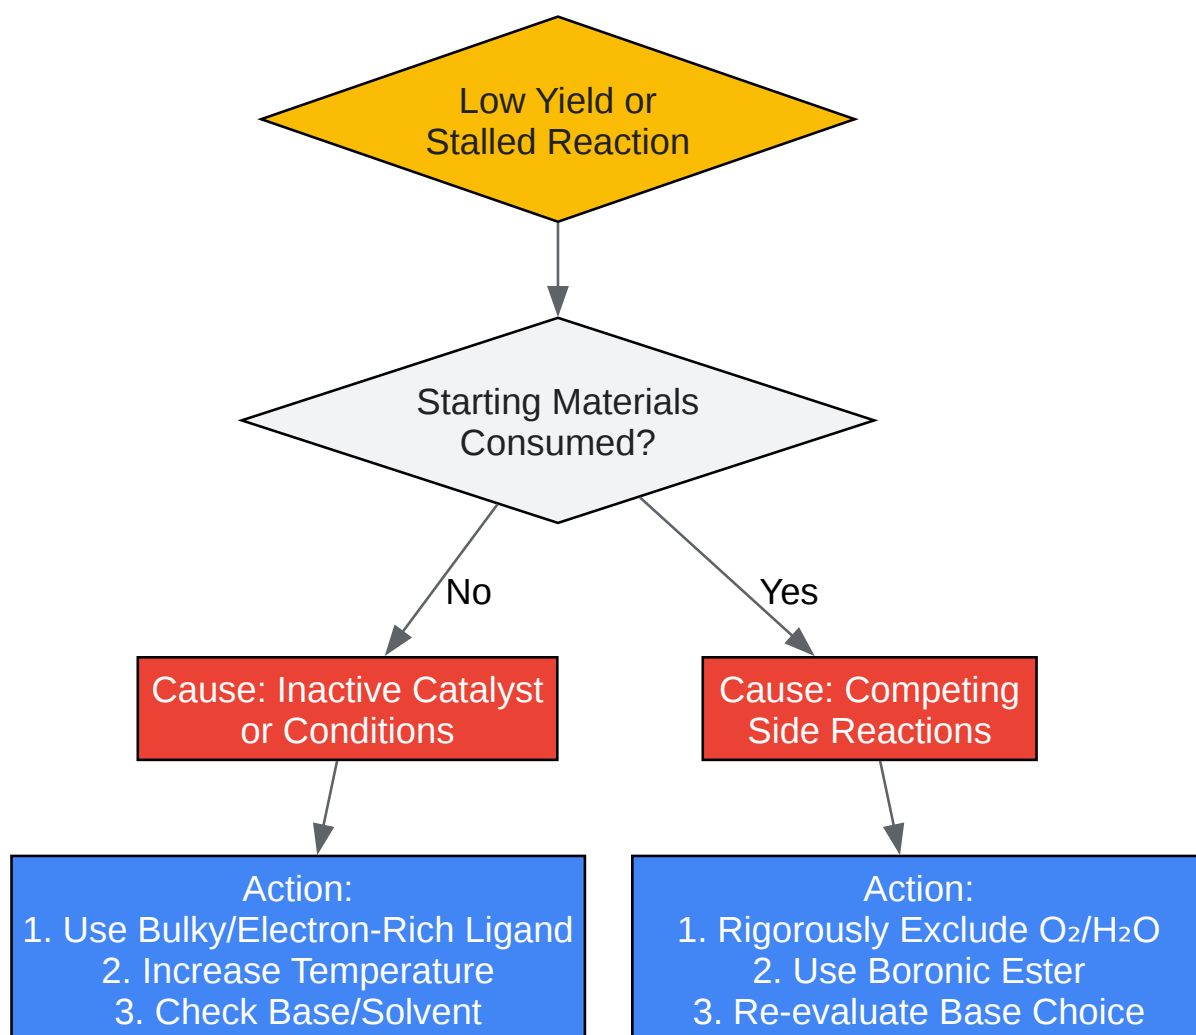 Low Yield or
Stalled Reaction
Starting Materials
Consumed?
No
Yes
Cause: Inactive Catalyst
or Conditions
Cause: Competing
Side Reactions
Action:
1. Use Bulky/Electron-Rich Ligand
2. Increase Temperature
3. Check Base/Solvent
Action:
1. Rigorously Exclude O₂/H₂O
2. Use Boronic Ester
3. Re-evaluate Base Choice